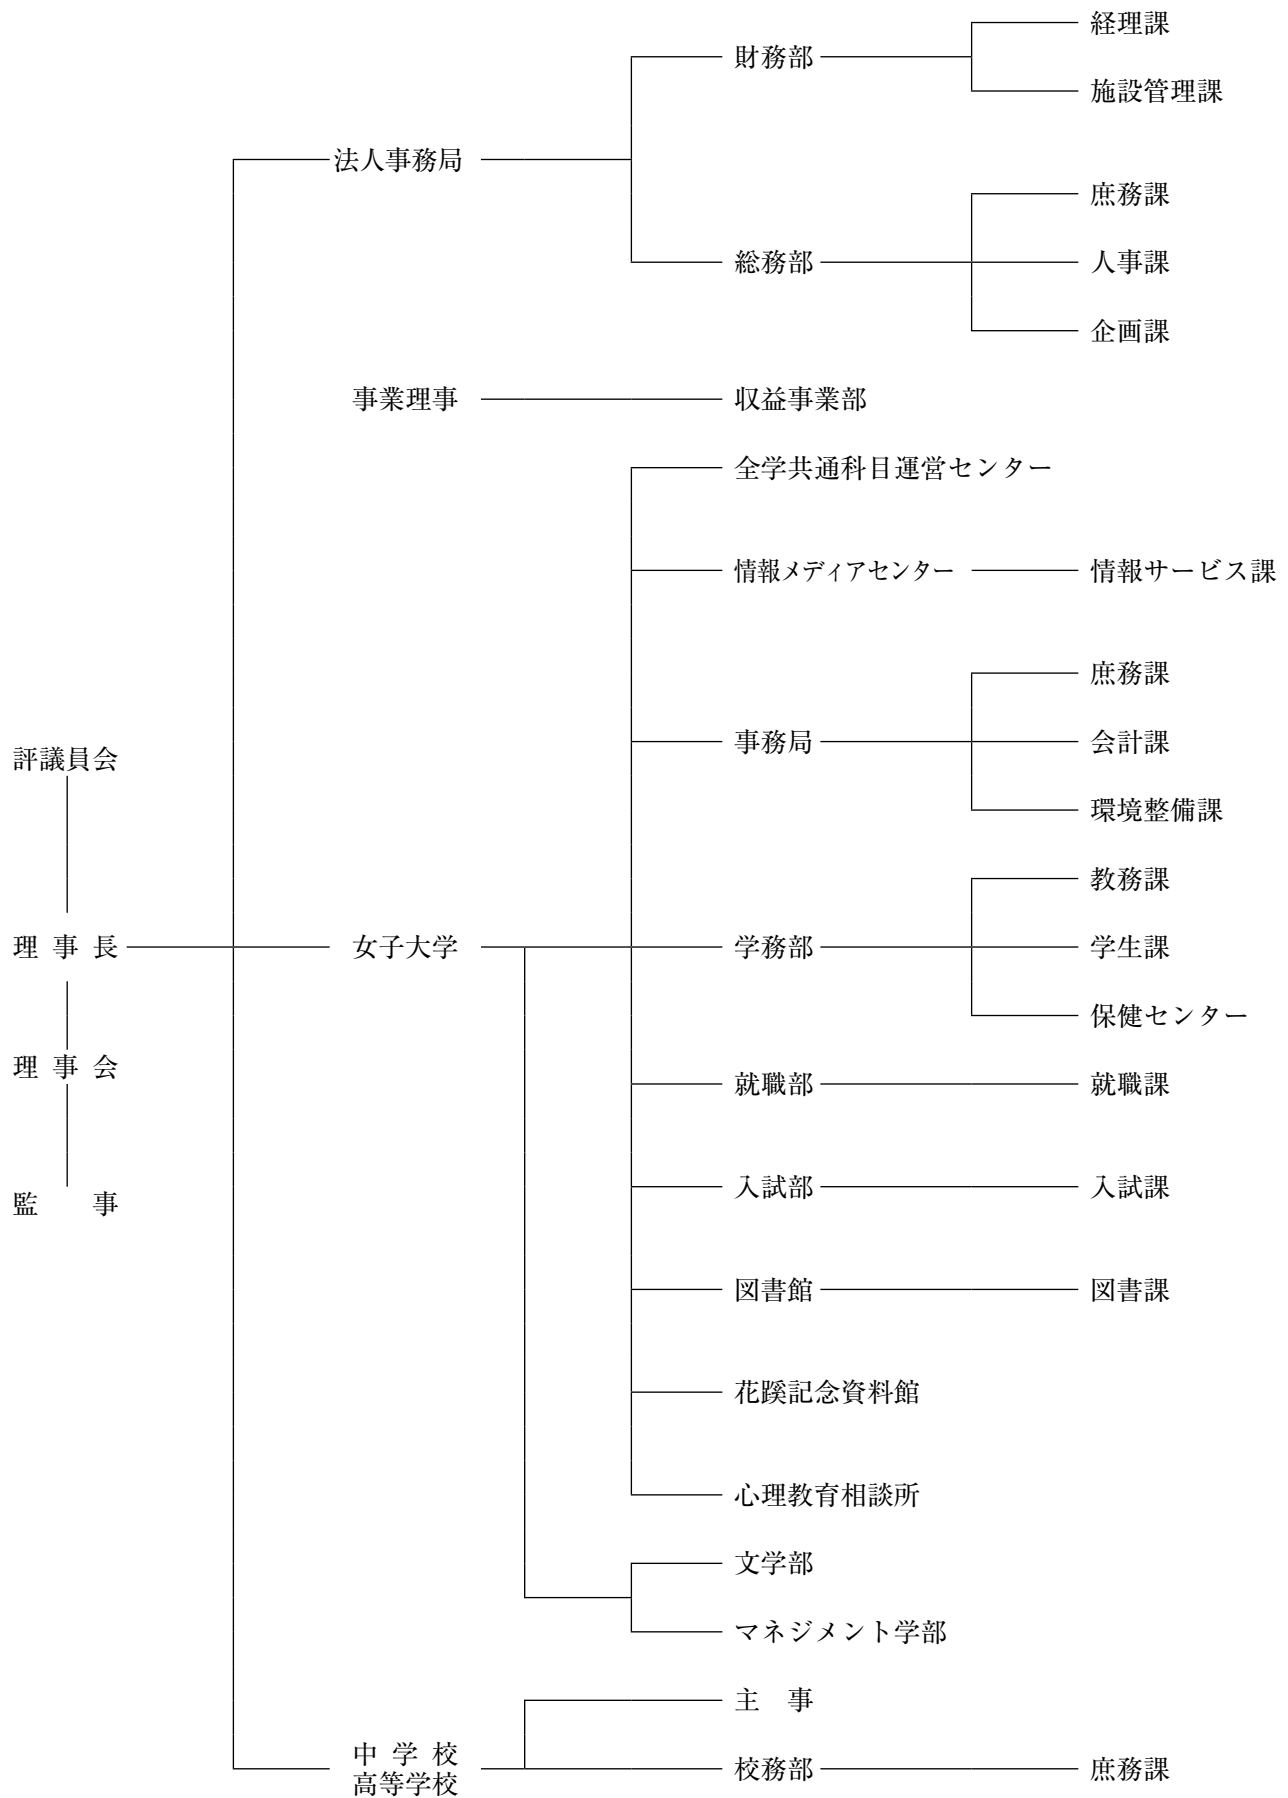 経理課
財務部
施設管理課
法人事務局
庶務課
総務部
人事課
企画課
事業理事
収益事業部
全学共通科目運営センター
情報メディアセンター
情報サービス課
庶務課
評議員会
事務局
会計課
環境整備課
教務課
理事長
女子大学
学務部
学生課
保健センター
理事会
就職部
就職課
監　事
入試部
入試課
図書館
図書課
花蹊記念資料館
心理教育相談所
文学部
マネジメント学部
主　事
中学校
高等学校
校務部
庶務課